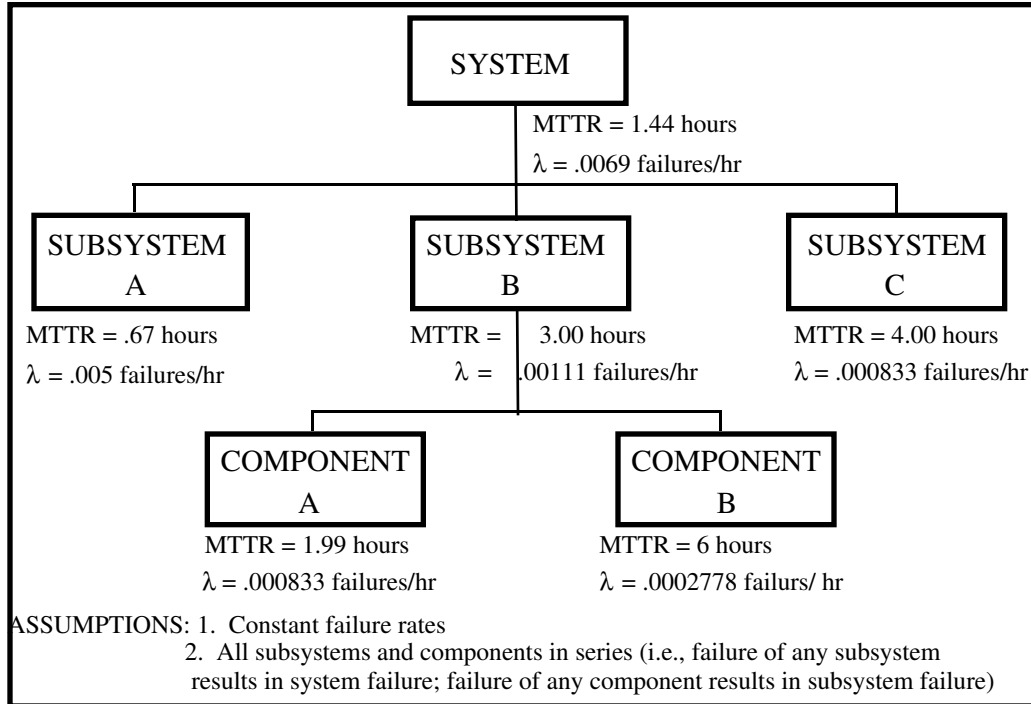 SYSTEM
MTTR = 1.44 hours
λ = .0069 failures/hr
SUBSYSTEM
A
MTTR = .67 hours
λ = .005 failures/hr
SUBSYSTEM
B
MTTR = 3.00 hours
λ = .00111 failures/hr
SUBSYSTEM
C
MTTR = 4.00 hours
λ = .000833 failures/hr
COMPONENT
A
MTTR = 1.99 hours
λ = .000833 failures/hr
COMPONENT
B
MTTR = 6 hours
λ = .0002778 failurs/ hr
ASSUMPTIONS: 1. Constant failure rates
2. All subsystems and components in series (i.e., failure of any subsystem
results in system failure; failure of any component results in subsystem failure)